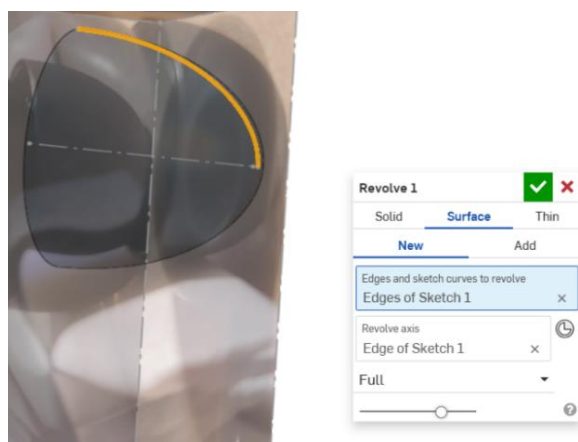 Revolve 1
Solid Surface Thin
New Add
Edges and sketch curves to revolve
Edges of Sketch 1
Revolve axis
Edge of Sketch 1
Full